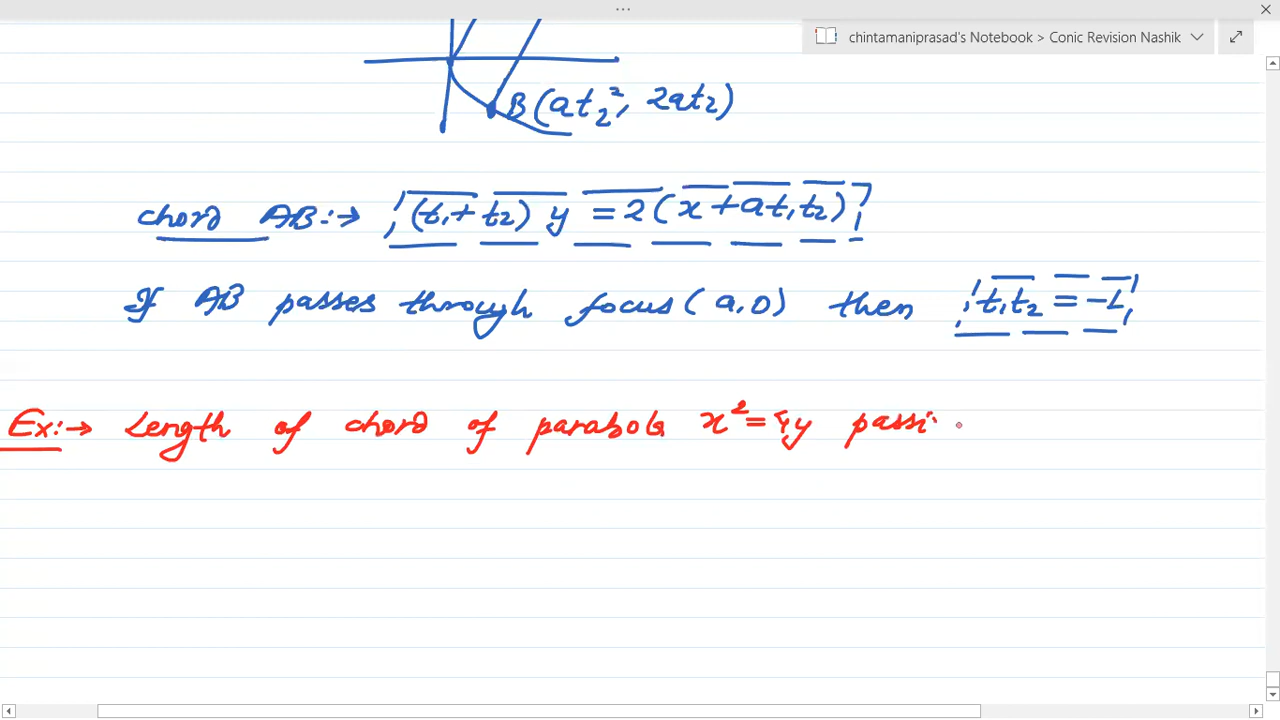 chintamaniprasad's Notebook > Conic Revision Nashik
B(at₂², 2at₂)
chord AB:→ (t₁+t₂) y = 2(x+at₁t₂)
If AB passes through focus (a,0) then t₁t₂ = -1
Ex:→ Length of chord of parabola x² = 4y passi